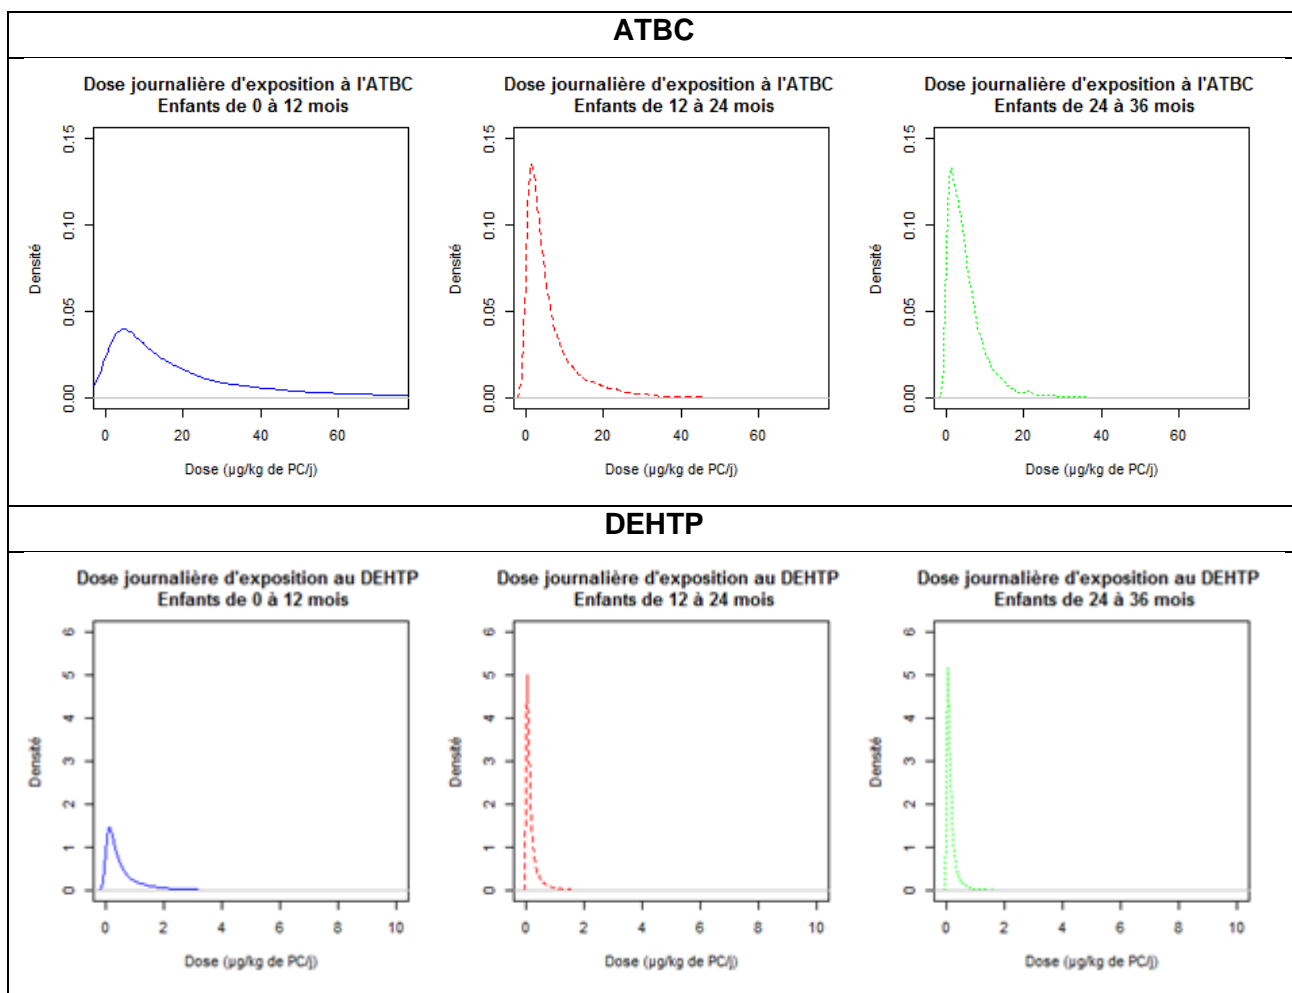 ATBC
Dose journalière d'exposition à l'ATBC
Enfants de 0 à 12 mois
Densité
0.00 0.05 0.10 0.15
0 20 40 60
Dose (µg/kg de PC/j)
Dose journalière d'exposition à l'ATBC
Enfants de 12 à 24 mois
Densité
0.00 0.05 0.10 0.15
0 20 40 60
Dose (µg/kg de PC/j)
Dose journalière d'exposition à l'ATBC
Enfants de 24 à 36 mois
Densité
0.00 0.05 0.10 0.15
0 20 40 60
Dose (µg/kg de PC/j)
DEHTP
Dose journalière d'exposition au DEHTP
Enfants de 0 à 12 mois
Densité
0 1 2 3 4 5 6
0 2 4 6 8 10
Dose (µg/kg de PC/j)
Dose journalière d'exposition au DEHTP
Enfants de 12 à 24 mois
Densité
0 1 2 3 4 5 6
0 2 4 6 8 10
Dose (µg/kg de PC/j)
Dose journalière d'exposition au DEHTP
Enfants de 24 à 36 mois
Densité
0 1 2 3 4 5 6
0 2 4 6 8 10
Dose (µg/kg de PC/j)